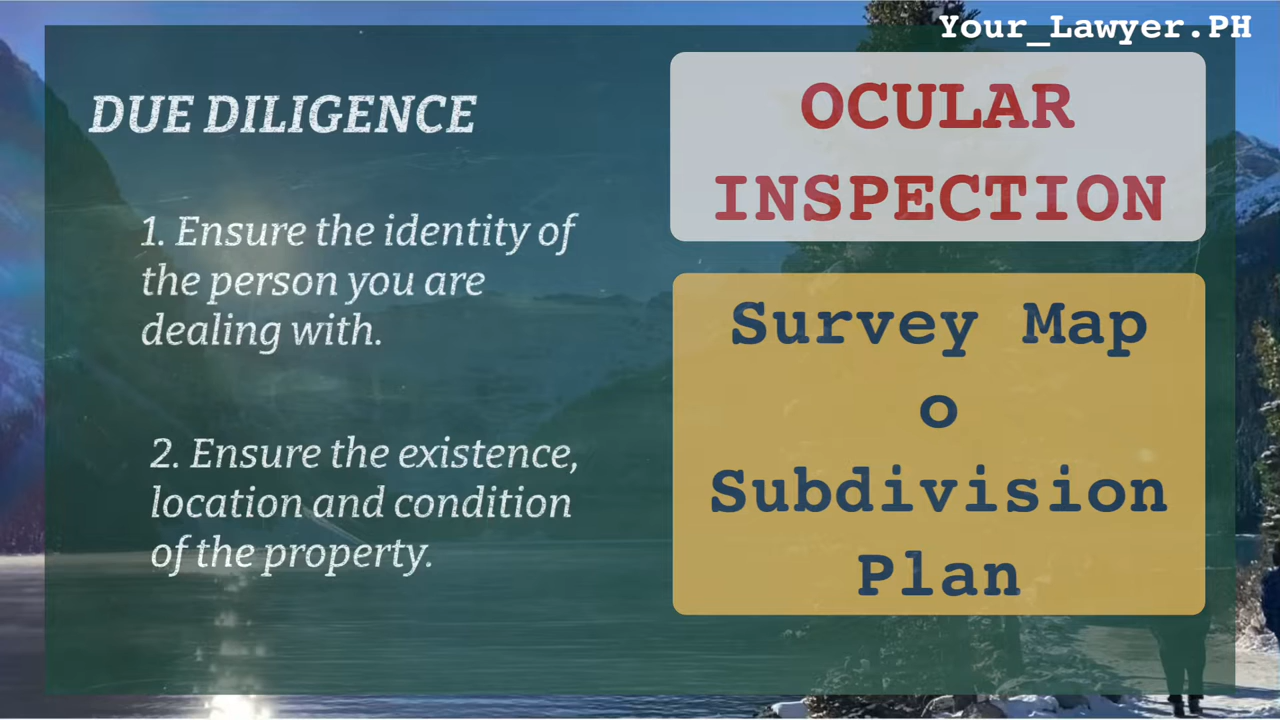 Your_Lawyer.PH
DUE DILIGENCE
1. Ensure the identity of
the person you are
dealing with.
2. Ensure the existence,
location and condition
of the property.
OCULAR
INSPECTION
Survey Map
o
Subdivision
Plan